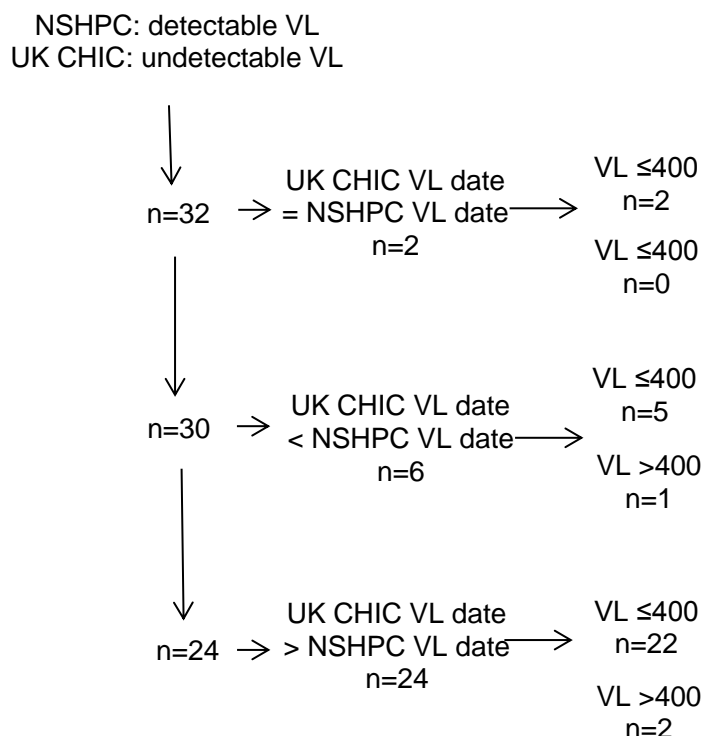 NSHPC: detectable VL
UK CHIC: undetectable VL
n=32
UK CHIC VL date
= NSHPC VL date
n=2
VL ≤400
n=2
VL ≤400
n=0
n=30
UK CHIC VL date
< NSHPC VL date
n=6
VL ≤400
n=5
VL >400
n=1
n=24
UK CHIC VL date
> NSHPC VL date
n=24
VL ≤400
n=22
VL >400
n=2